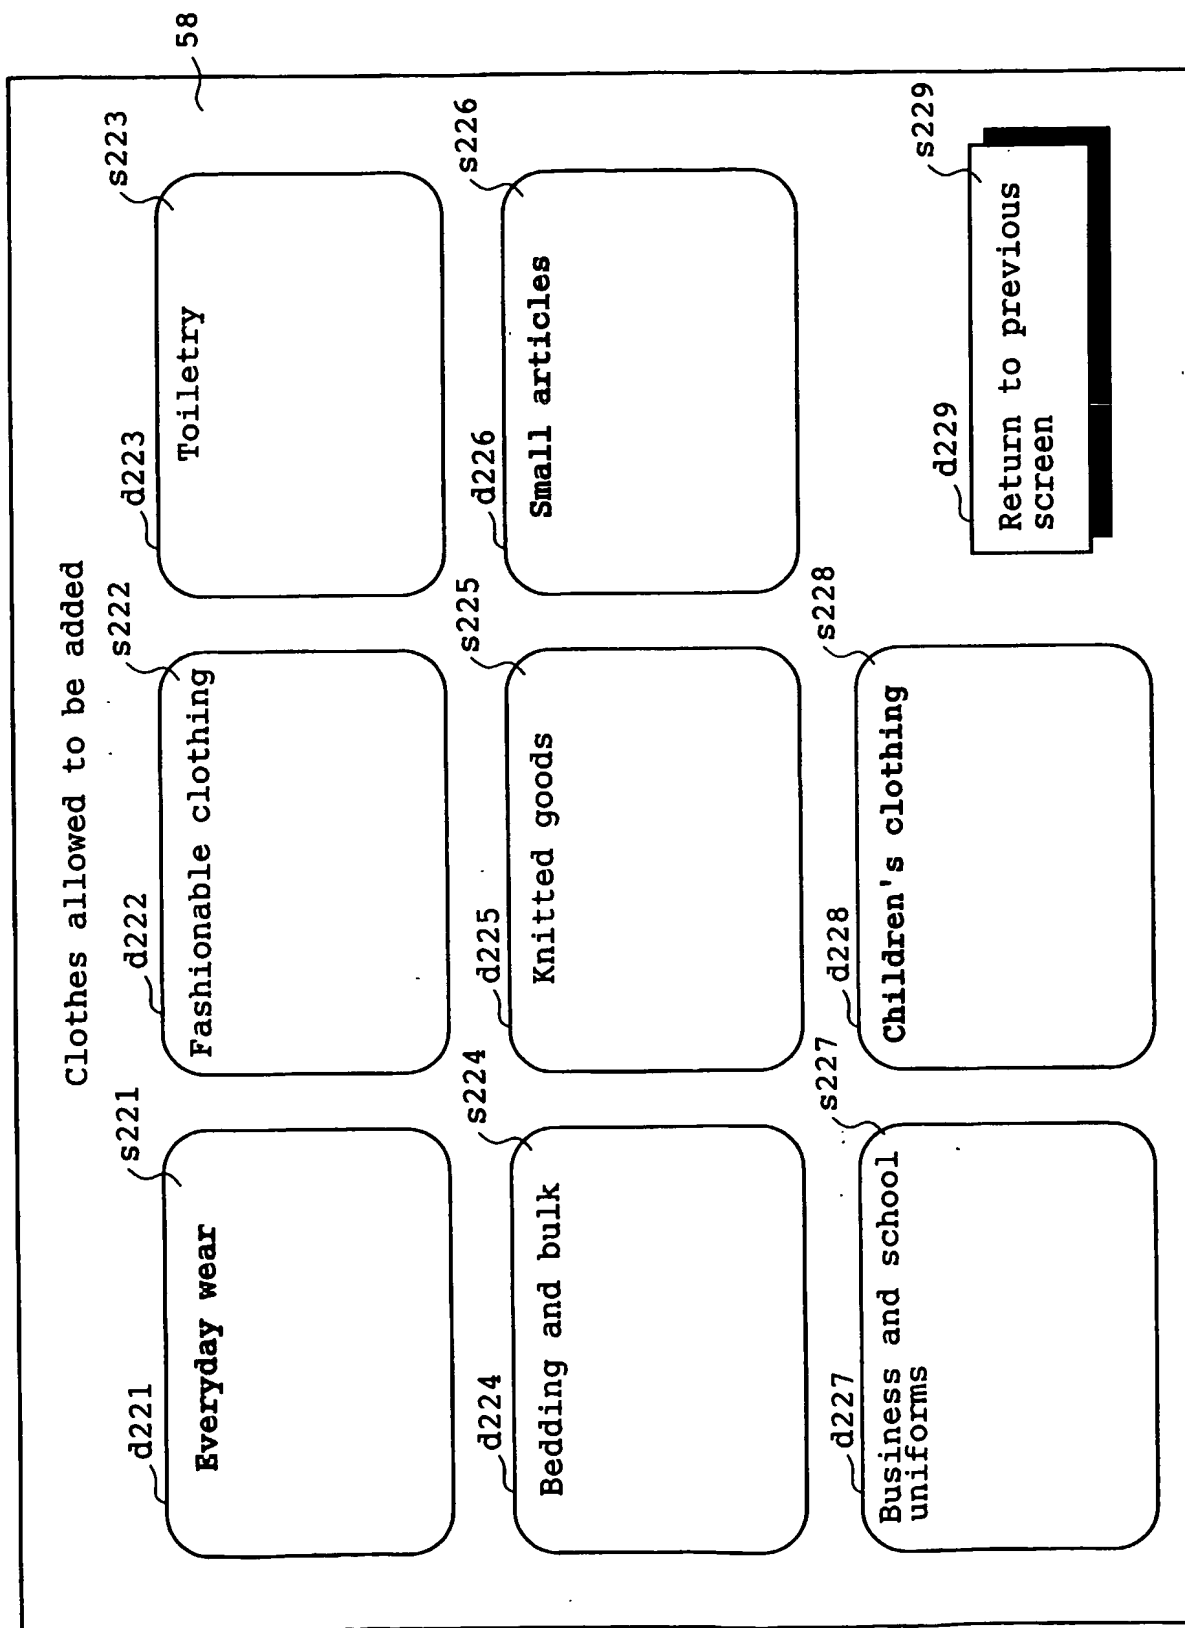 58
Clothes allowed to be added
d221
s221
Everyday wear
d222
s222
Fashionable clothing
d223
s223
Toiletry
d224
s224
Bedding and bulk
d225
s225
Knitted goods
d226
s226
Small articles
d227
s227
Business and school
uniforms
d228
s228
Children's clothing
d229
s229
Return to previous
screen